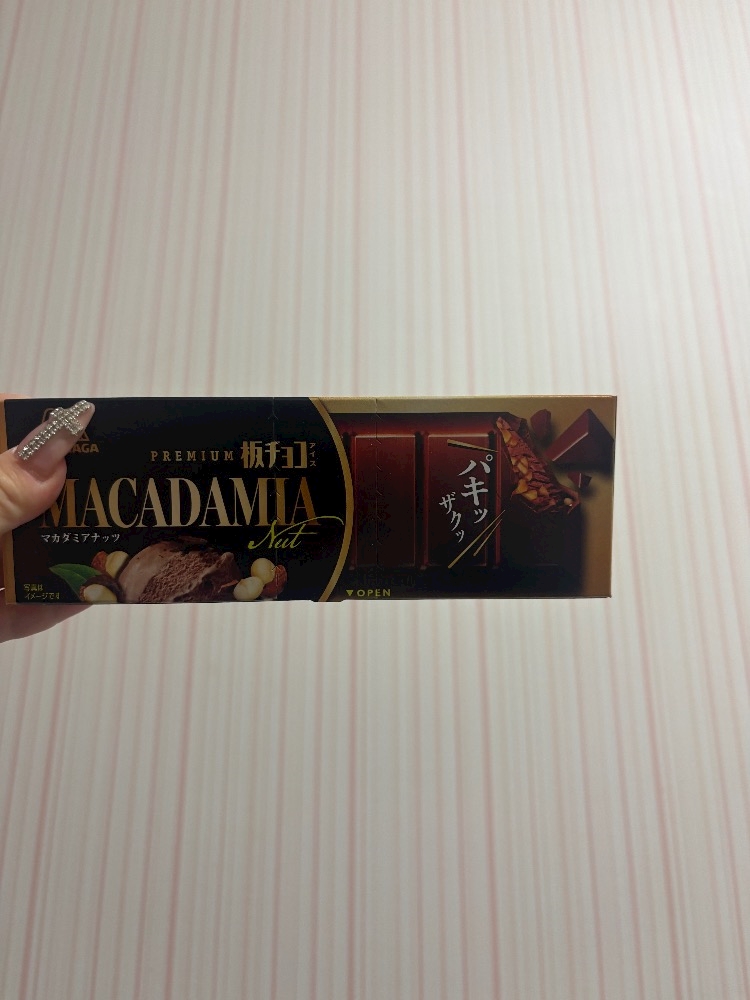 PREMIUM 板チョコアイス
MACADAMIA
Nut
マカダミアナッツ
写真は
イメージです
パキッ
ザクッ
▼OPEN